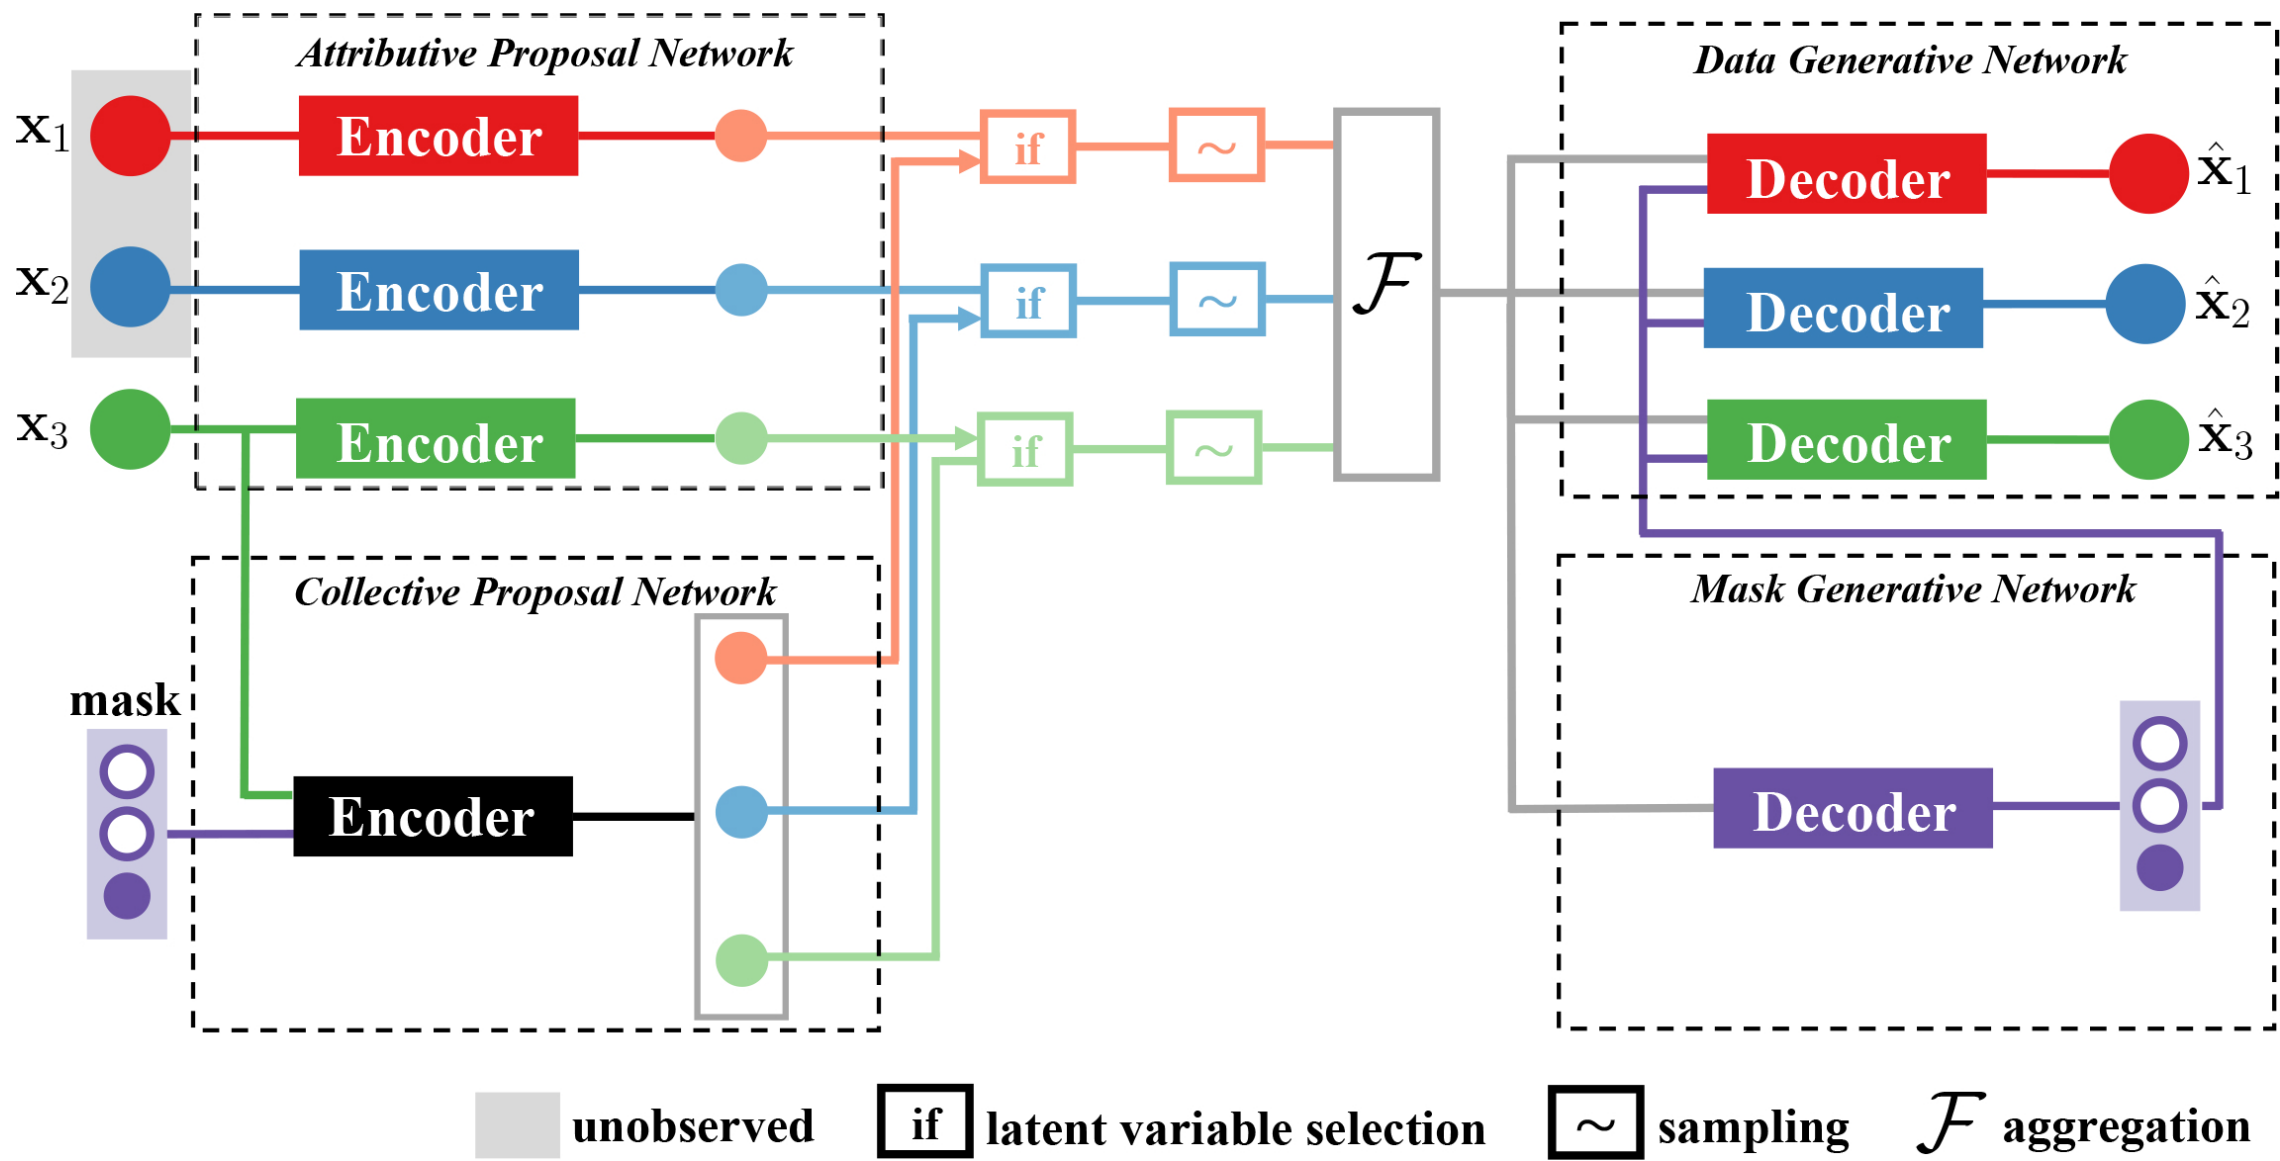 Attributive Proposal Network
x₁
Encoder
if
~
x₂
Encoder
if
~
x₃
Encoder
if
~
ℱ
Data Generative Network
Decoder
x̂₁
Decoder
x̂₂
Decoder
x̂₃
Collective Proposal Network
mask
Encoder
Mask Generative Network
Decoder
unobserved
if latent variable selection
~ sampling
ℱ aggregation